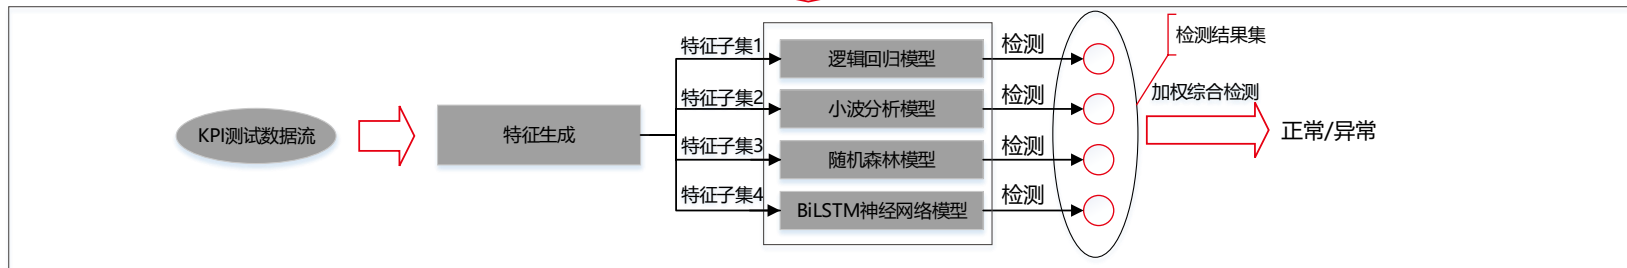 KPI测试数据流
特征生成
特征子集1
特征子集2
特征子集3
特征子集4
逻辑回归模型
小波分析模型
随机森林模型
BiLSTM神经网络模型
检测
检测
检测
检测
检测结果集
加权综合检测
正常/异常